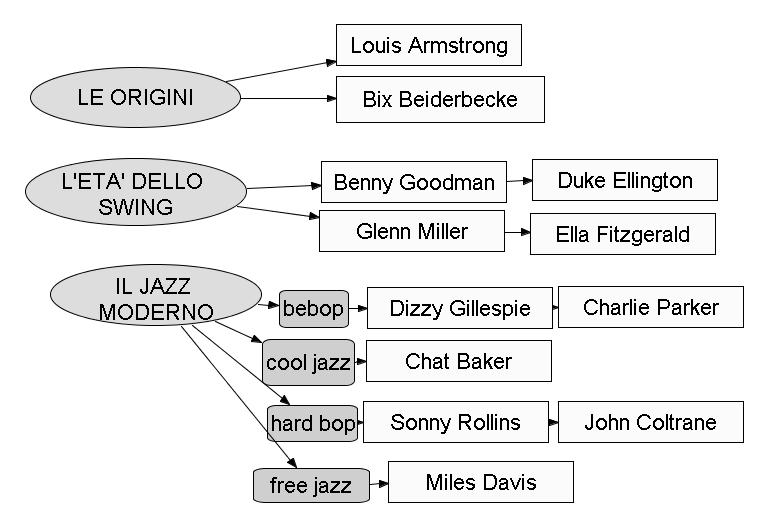 LE ORIGINI
Louis Armstrong
Bix Beiderbecke
L'ETA' DELLO
SWING
Benny Goodman
Duke Ellington
Glenn Miller
Ella Fitzgerald
IL JAZZ
MODERNO
bebop
Dizzy Gillespie
Charlie Parker
cool jazz
Chat Baker
hard bop
Sonny Rollins
John Coltrane
free jazz
Miles Davis